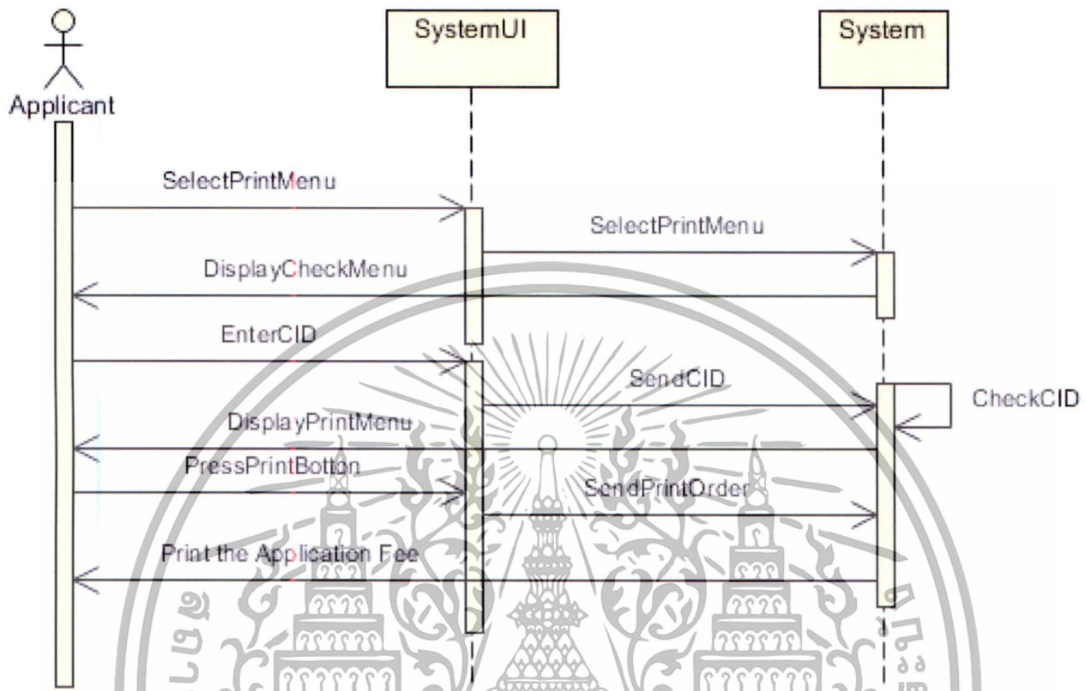 SystemUI
System
Applicant
SelectPrintMenu
SelectPrintMenu
DisplayCheckMenu
EnterCID
SendCID
CheckCID
DisplayPrintMenu
PressPrintBotton
SendPrintOrder
Print the Application Fee